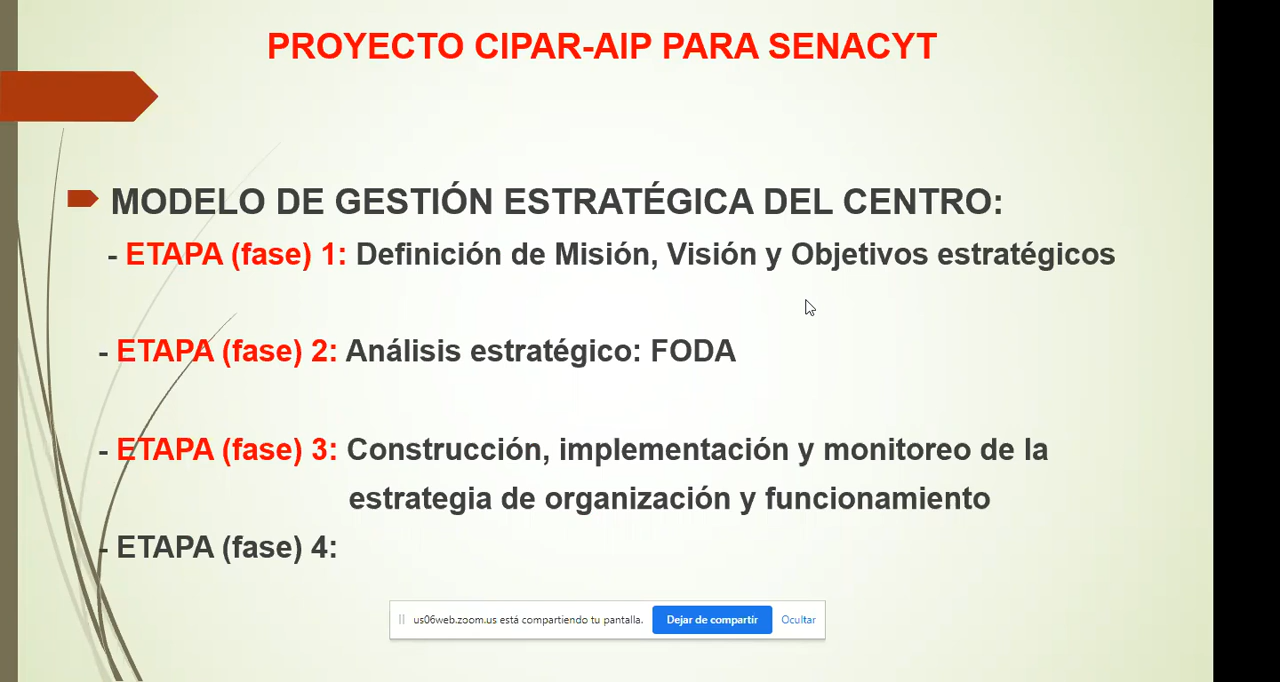 PROYECTO CIPAR-AIP PARA SENACYT
MODELO DE GESTIÓN ESTRATÉGICA DEL CENTRO:
- ETAPA (fase) 1: Definición de Misión, Visión y Objetivos estratégicos
- ETAPA (fase) 2: Análisis estratégico: FODA
- ETAPA (fase) 3: Construcción, implementación y monitoreo de la
estrategia de organización y funcionamiento
- ETAPA (fase) 4:
us06web.zoom.us está compartiendo tu pantalla. Dejar de compartir Ocultar